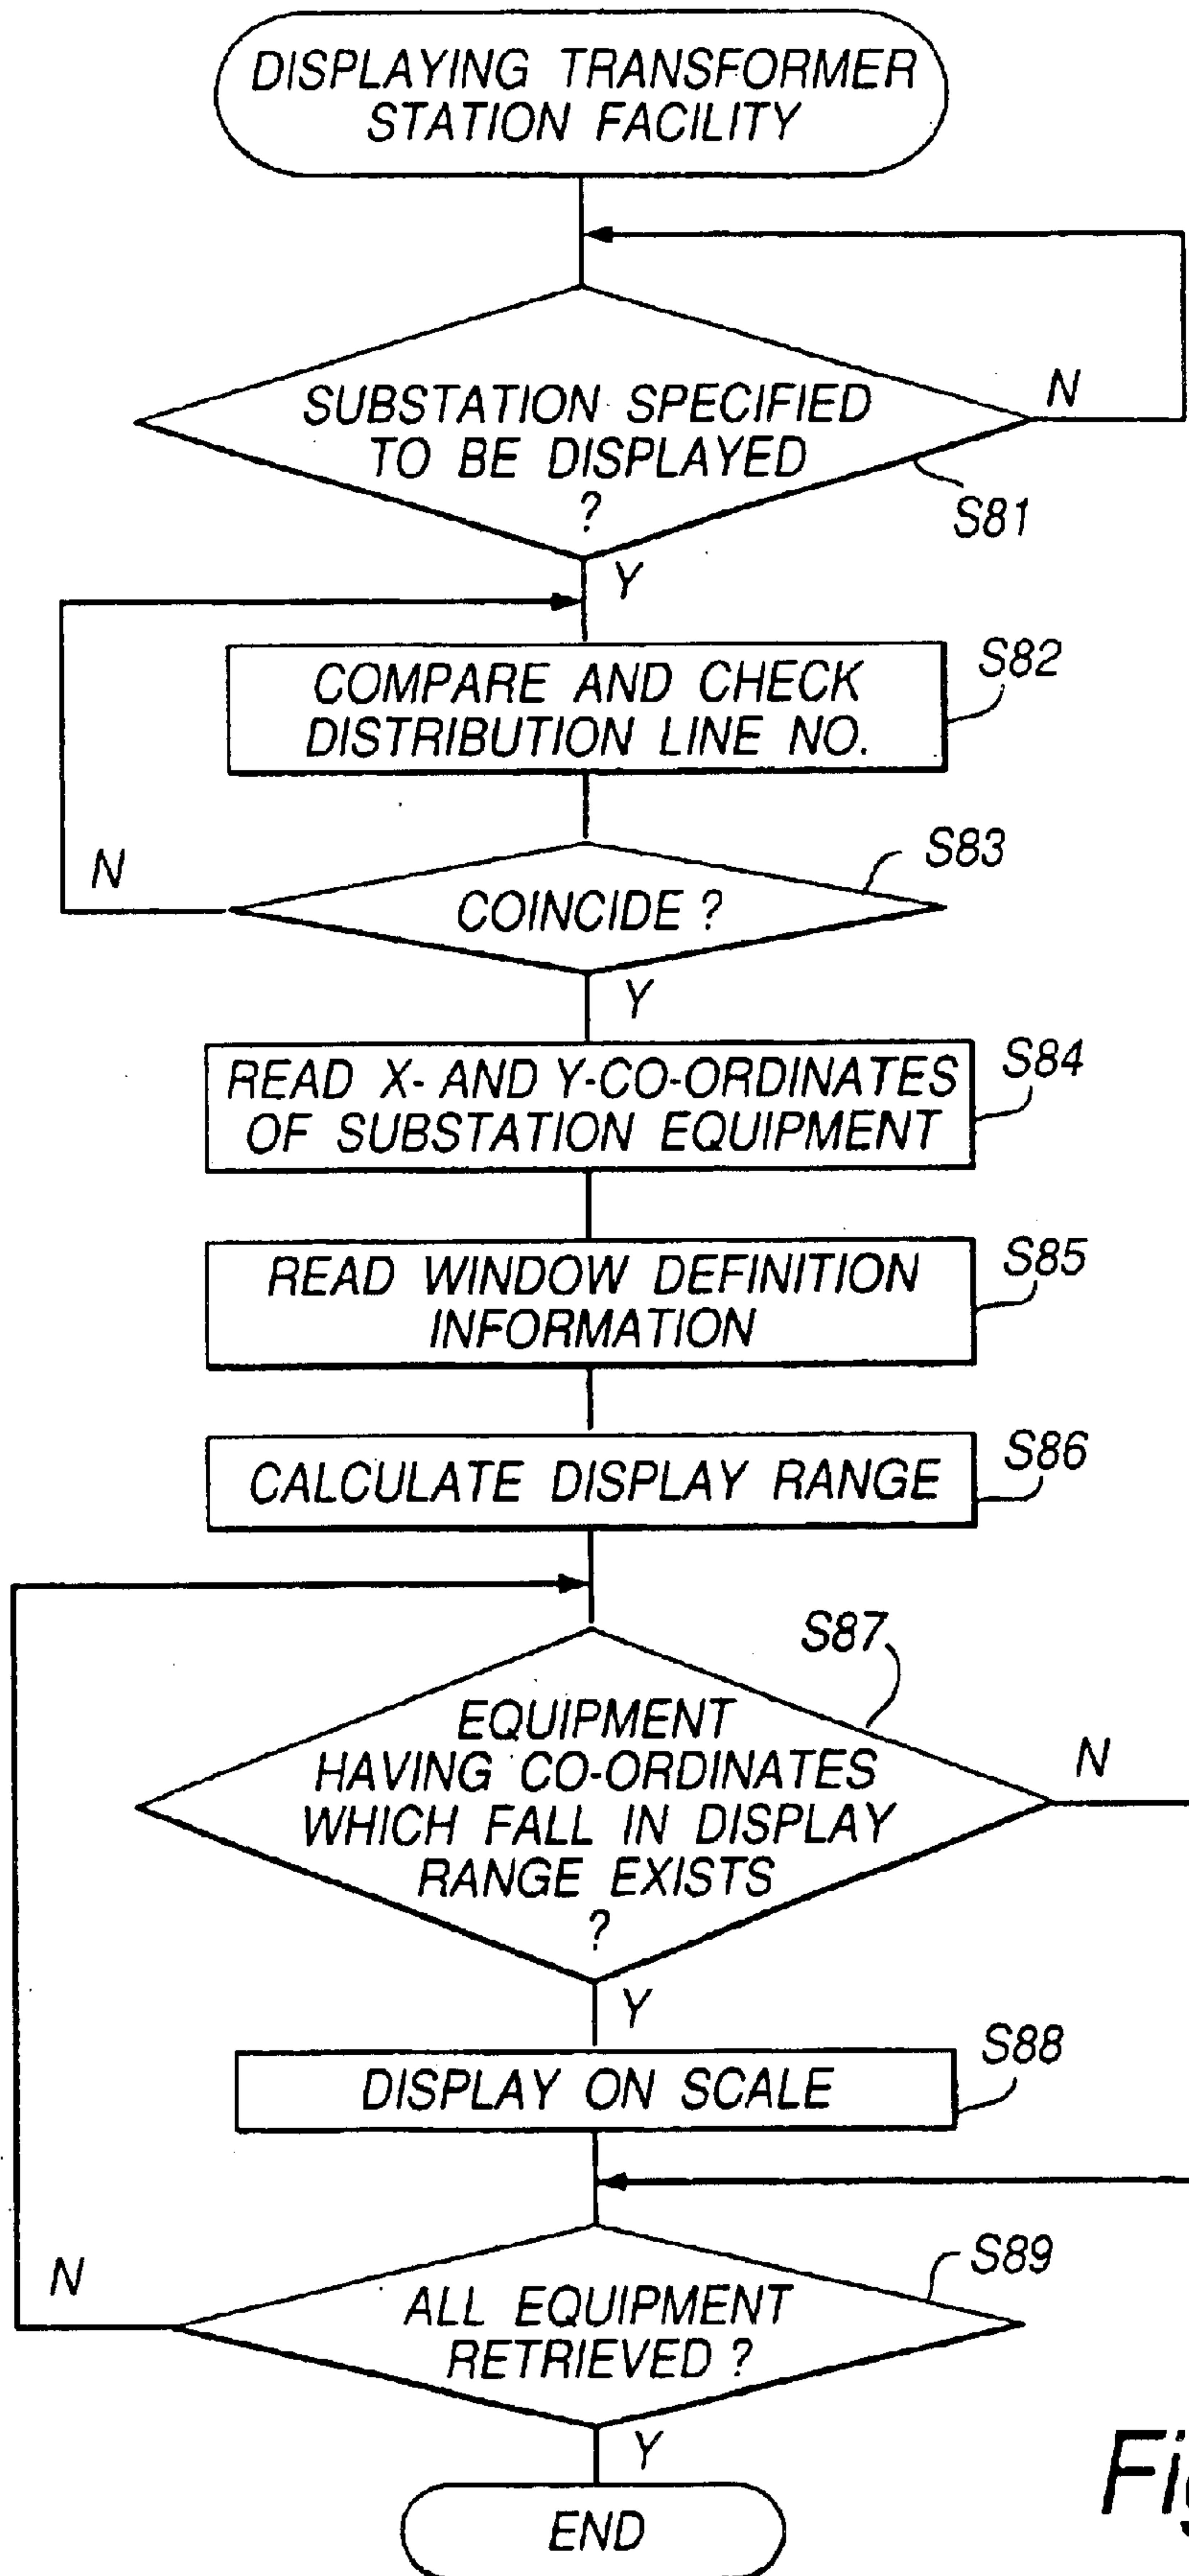 DISPLAYING TRANSFORMER
STATION FACILITY
SUBSTATION SPECIFIED
TO BE DISPLAYED
?
N
S81
Y
COMPARE AND CHECK
DISTRIBUTION LINE NO.
S82
N
COINCIDE ?
S83
Y
READ X- AND Y-CO-ORDINATES
OF SUBSTATION EQUIPMENT
S84
READ WINDOW DEFINITION
INFORMATION
S85
CALCULATE DISPLAY RANGE
S86
S87
EQUIPMENT
HAVING CO-ORDINATES
WHICH FALL IN DISPLAY
RANGE EXISTS
?
N
Y
DISPLAY ON SCALE
S88
N
ALL EQUIPMENT
RETRIEVED ?
S89
Y
END